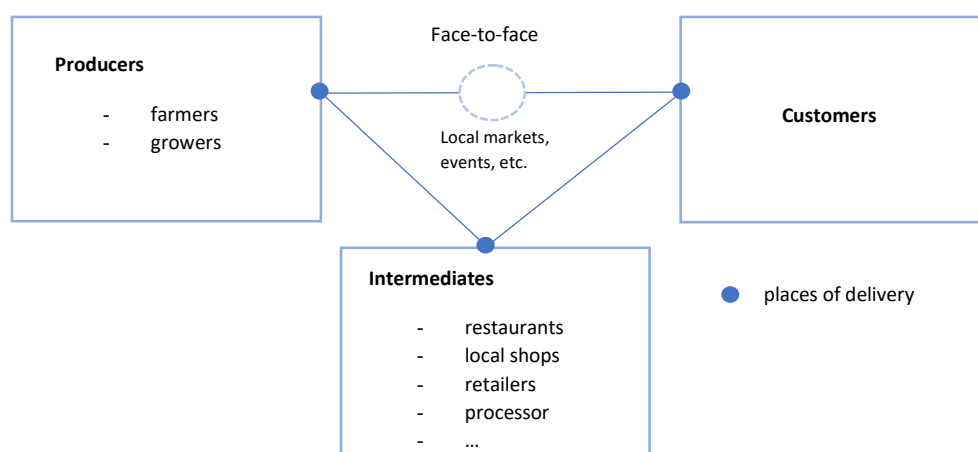 Face-to-face
Producers
- farmers
- growers
Local markets,
events, etc.
Customers
Intermediates
- restaurants
- local shops
- retailers
- processor
- …
places of delivery